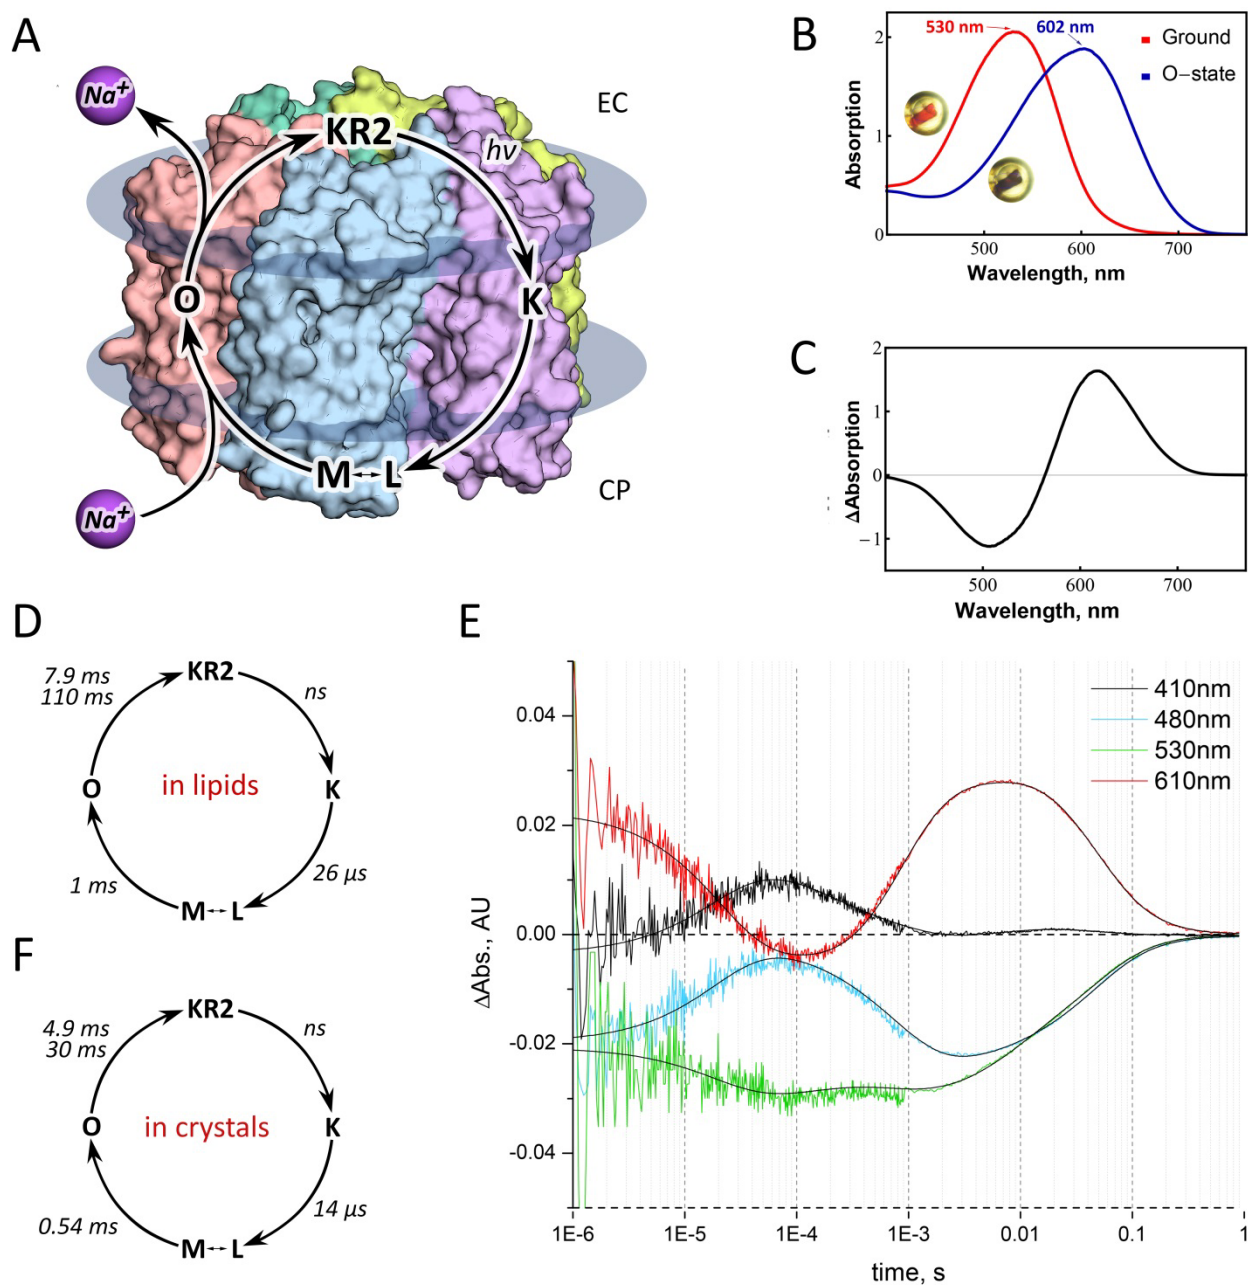 A
Na+
EC
KR2
hν
O
K
M↔L
Na+
CP
B
530 nm
602 nm
Ground
O−state
Absorption
2
1
0
500
600
700
Wavelength, nm
C
ΔAbsorption
2
1
0
−1
500
600
700
Wavelength, nm
D
7.9 ms
110 ms
KR2
ns
O
in lipids
K
1 ms
26 µs
M↔L
E
410nm
480nm
530nm
610nm
ΔAbs., AU
0.04
0.02
0.00
-0.02
-0.04
1E-6
1E-5
1E-4
1E-3
0.01
0.1
1
time, s
F
4.9 ms
30 ms
KR2
ns
O
in crystals
K
0.54 ms
14 µs
M↔L